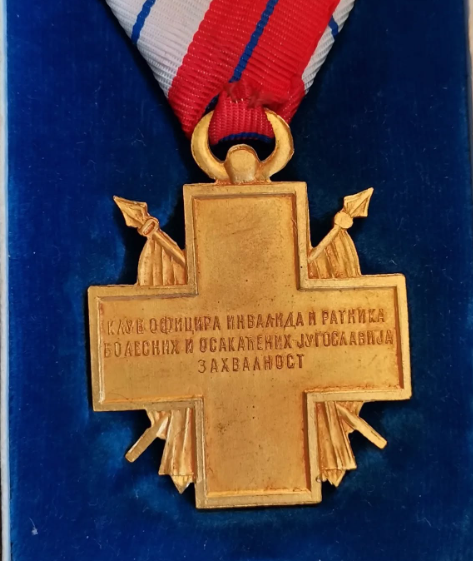 КЛУБ ОФИЦИРА ИНВАЛИДА И РАТНИКА
БОЛЕСНИХ И ОСАКАЋЕНИХ ЈУГОСЛАВИЈА
ЗАХВАЛНОСТ